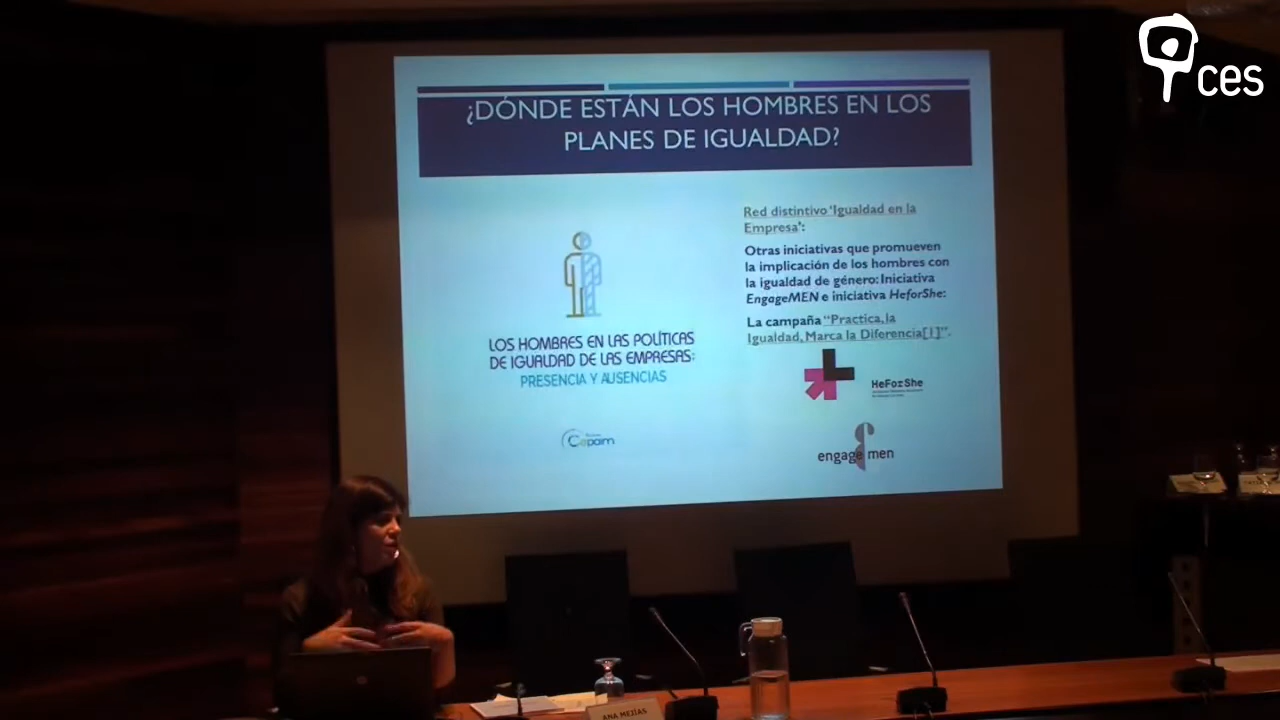 ces
¿DÓNDE ESTÁN LOS HOMBRES EN LOS
PLANES DE IGUALDAD?
LOS HOMBRES EN LAS POLÍTICAS
DE IGUALDAD DE LAS EMPRESAS:
PRESENCIA Y AUSENCIAS
Cepaim
Red distintivo 'Igualdad en la
Empresa':
Otras iniciativas que promueven
la implicación de los hombres con
la igualdad de género: Iniciativa
EngageMEN e iniciativa HeforShe:
La campaña "Practica, la
Igualdad, Marca la Diferencia[1]".
HeForShe
engage men
ANA MEJÍAS